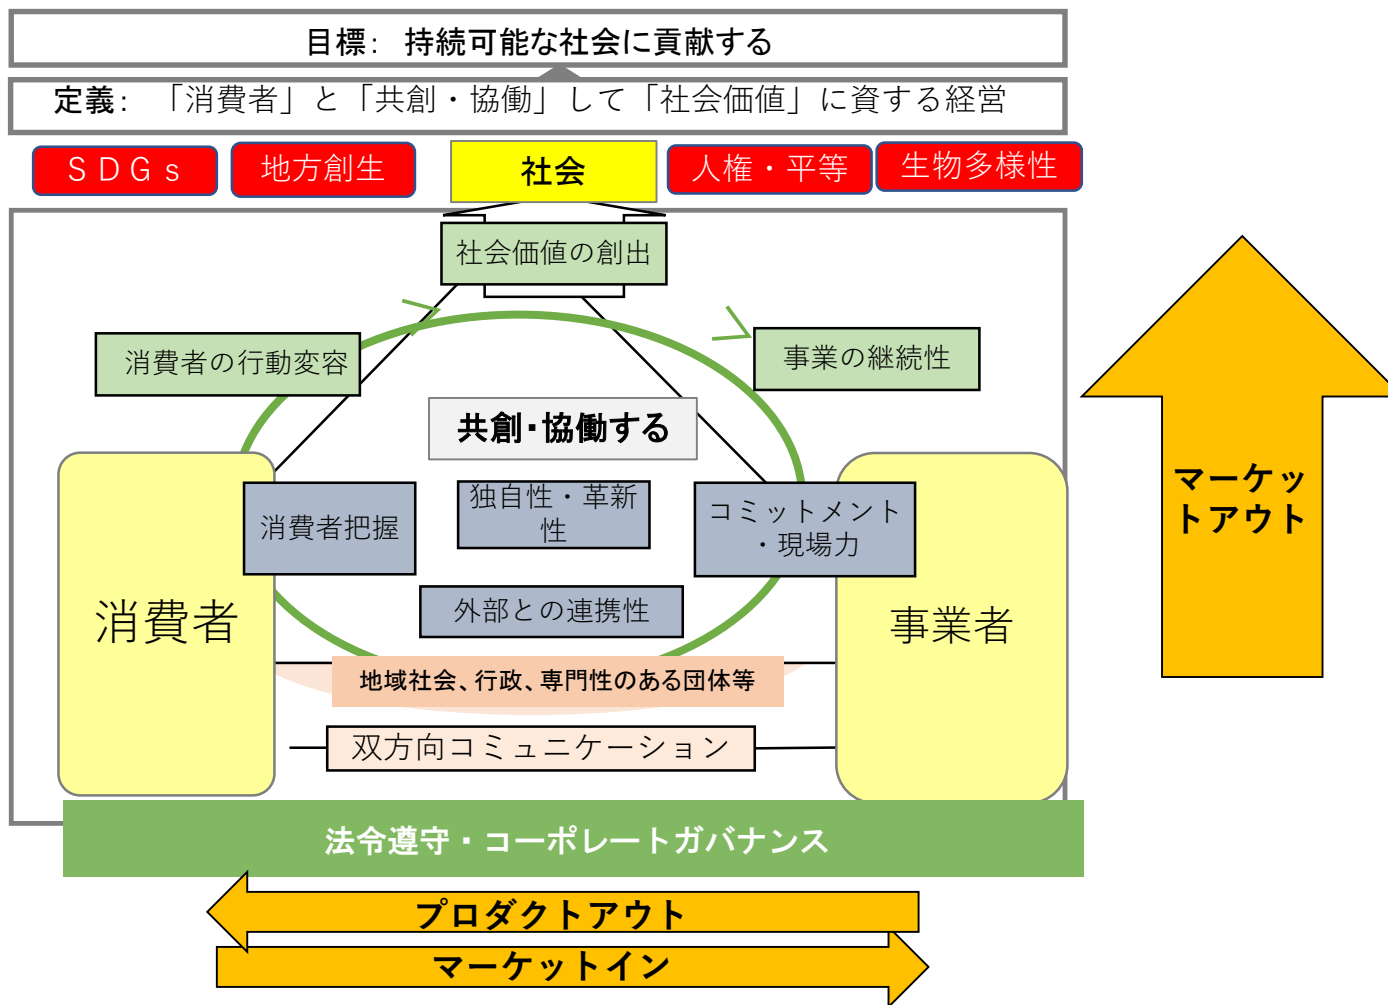 目標： 持続可能な社会に貢献する
定義： 「消費者」と「共創・協働」して「社会価値」に資する経営
ＳＤＧｓ
地方創生
社会
人権・平等
生物多様性
社会価値の創出
消費者の行動変容
事業の継続性
共創・協働する
消費者把握
独自性・革新
性
コミットメント
・現場力
外部との連携性
消費者
事業者
地域社会、行政、専門性のある団体等
双方向コミュニケーション
法令遵守・コーポレートガバナンス
プロダクトアウト
マーケットイン
マーケッ
トアウト